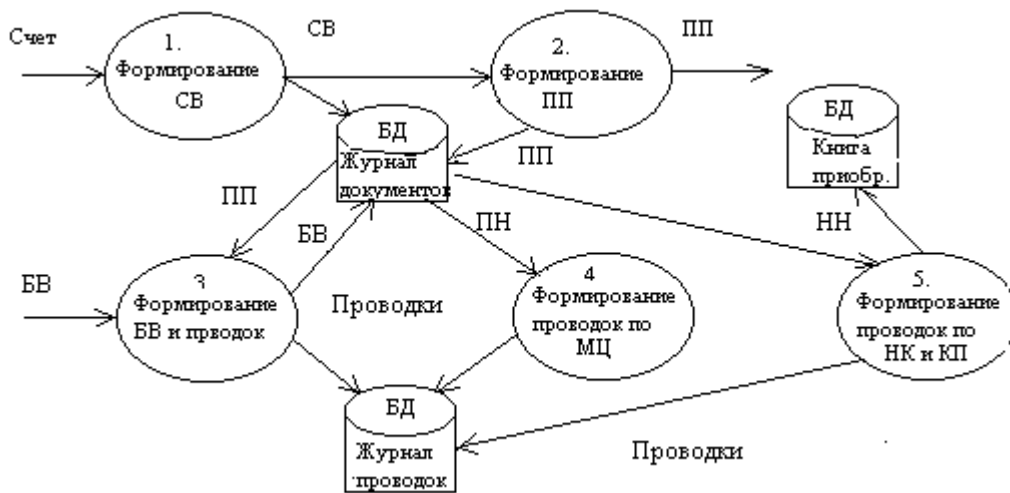 Счет
1.
Формирование
СВ
СВ
2.
Формирование
ПП
ПП
БД
Журнал
документов
ПП
БД
Книга
приобр.
ПП
БВ
ПН
НН
БВ
3
Формирование
БВ и прводок
Проводки
4
Формирование
проводок по
МЦ
5.
Формирование
проводок по
НК и КП
БД
Журнал
проводок
Проводки